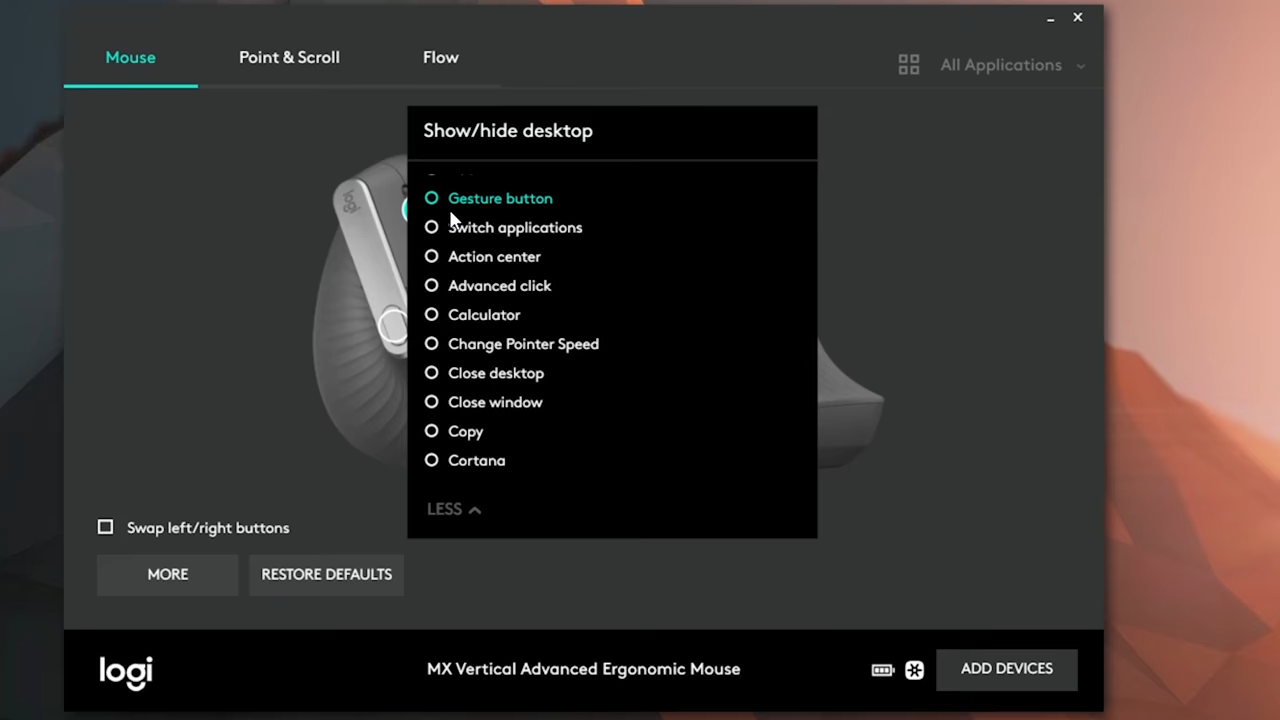 Mouse
Point & Scroll
Flow
All Applications
Show/hide desktop
Gesture button
Switch applications
Action center
Advanced click
Calculator
Change Pointer Speed
Close desktop
Close window
Copy
Cortana
LESS
logi
Swap left/right buttons
MORE
RESTORE DEFAULTS
logi
MX Vertical Advanced Ergonomic Mouse
ADD DEVICES